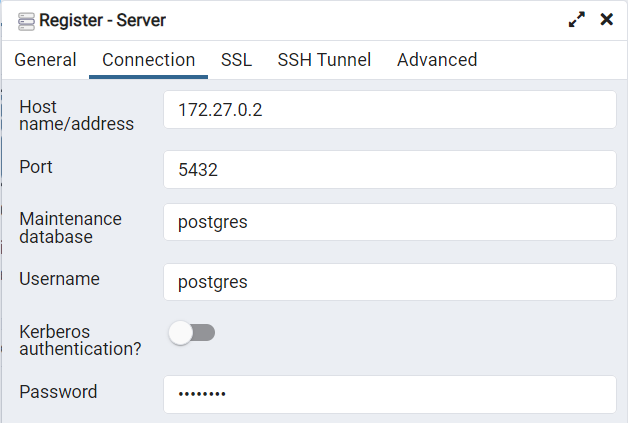 Register - Server
General Connection SSL SSH Tunnel Advanced
Host
name/address
172.27.0.2
Port
5432
Maintenance
database
postgres
Username
postgres
Kerberos
authentication?
Password
••••••••